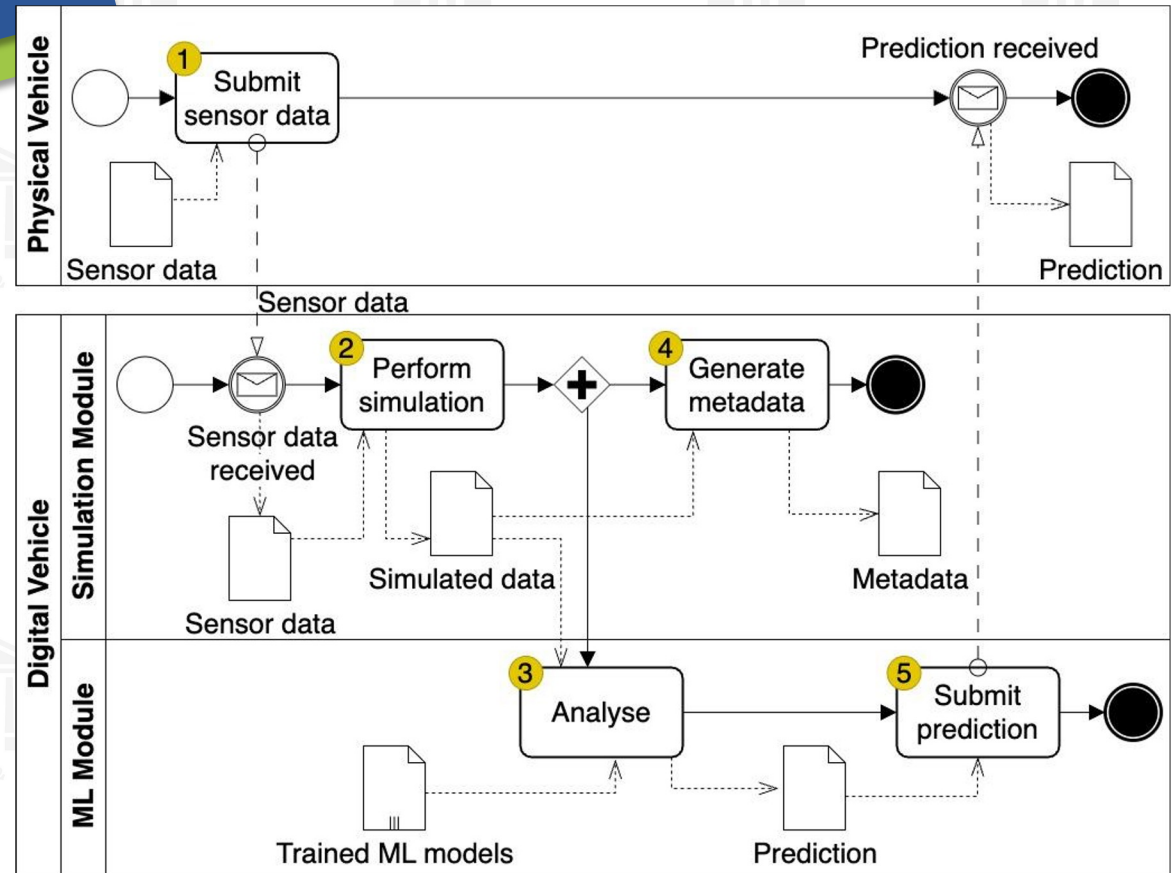 Physical Vehicle
1
Submit
sensor data
Sensor data
Prediction received
Prediction
Sensor data
Digital Vehicle
Simulation Module
Sensor data
received
Sensor data
2
Perform
simulation
Simulated data
4
Generate
metadata
Metadata
ML Module
3
Analyse
Trained ML models
Prediction
5
Submit
prediction